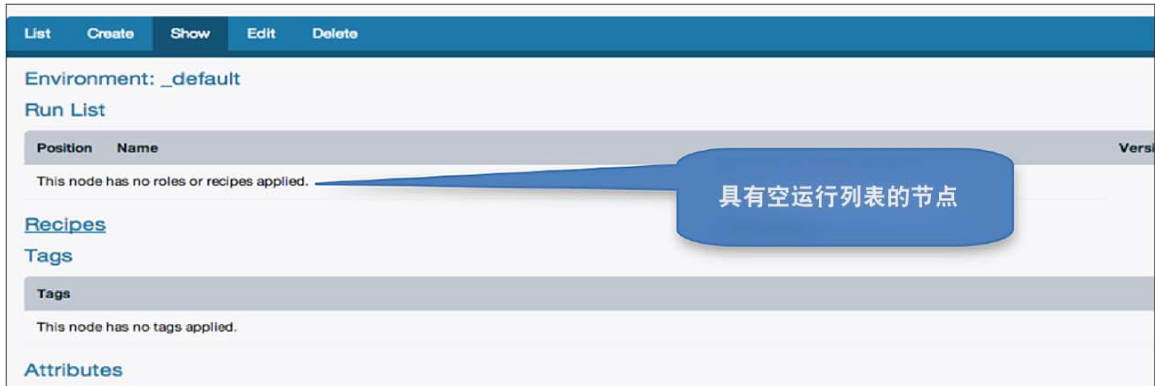 List Create Show Edit Delete
Environment: _default
Run List
Position Name Versi
This node has no roles or recipes applied.
具有空运行列表的节点
Recipes
Tags
Tags
This node has no tags applied.
Attributes